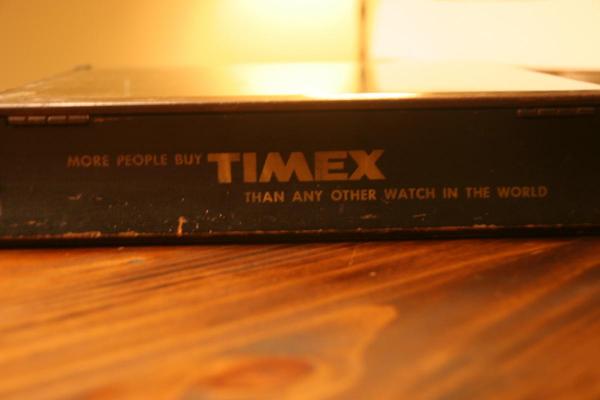 MORE PEOPLE BUY TIMEX
THAN ANY OTHER WATCH IN THE WORLD